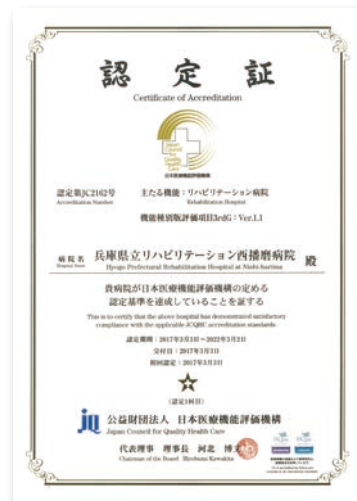 認定証
Certificate of Accreditation
Japan
Council for
Quality
Health
Care
日本医療機能評価機構
認定第JC2162号
Accreditation Number
主たる機能：リハビリテーション病院
Rehabilitation Hospital
機能種別版評価項目3rdG：Ver.1.1
病院名 兵庫県立リハビリテーション西播磨病院 殿
Hospital Name Hyogo Prefectural Rehabilitation Hospital at Nishi-harima
貴病院が日本医療機能評価機構の定める
認定基準を達成していることを証する
This is to certify that the above hospital has demonstrated satisfactory
compliance with the applicable JCQHC accreditation standards.
認定期間：2017年3月3日～2022年3月2日
交付日：2017年3月3日
初回認定：2017年3月3日
（認定1回目）
jq 公益財団法人 日本医療機能評価機構
Japan Council for Quality Health Care
代表理事 理事長 河北 博文
Chairman of the Board Hirobumi Kawakita